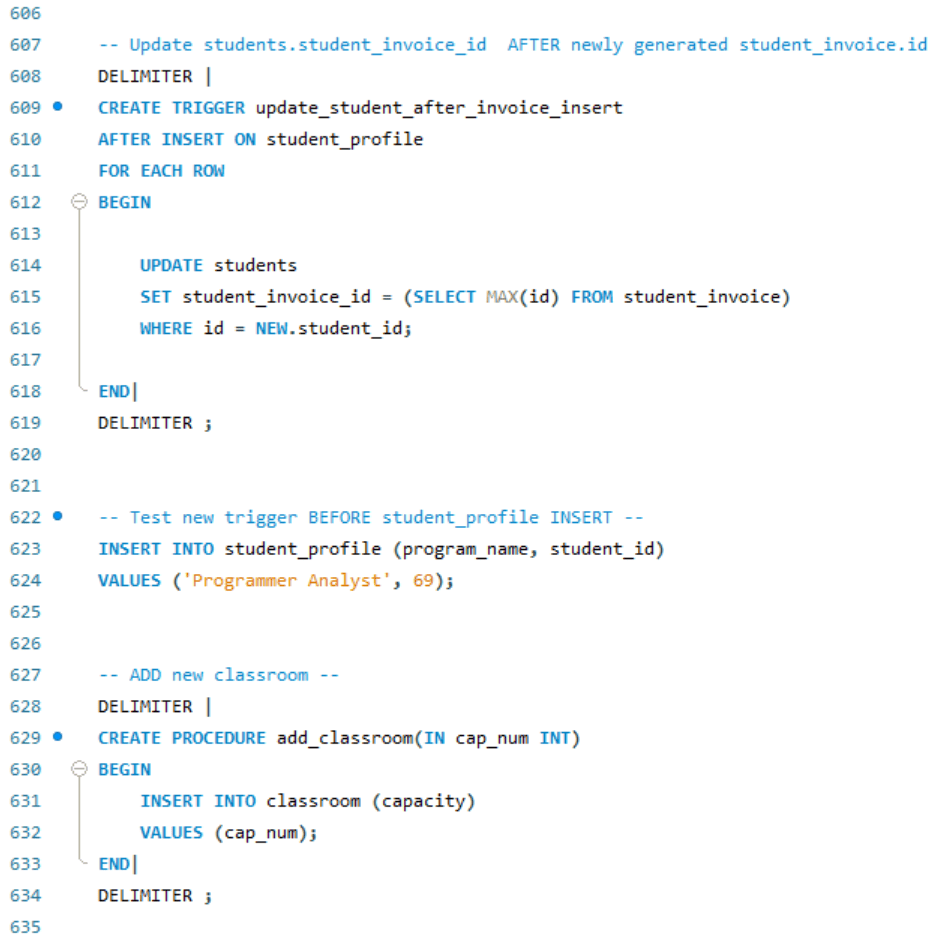 606
607 -- Update students.student_invoice_id  AFTER newly generated student_invoice.id
608 DELIMITER |
609 CREATE TRIGGER update_student_after_invoice_insert
610 AFTER INSERT ON student_profile
611 FOR EACH ROW
612 BEGIN
613
614     UPDATE students
615     SET student_invoice_id = (SELECT MAX(id) FROM student_invoice)
616     WHERE id = NEW.student_id;
617
618 END|
619 DELIMITER ;
620
621
622 -- Test new trigger BEFORE student_profile INSERT --
623 INSERT INTO student_profile (program_name, student_id)
624 VALUES ('Programmer Analyst', 69);
625
626
627 -- ADD new classroom --
628 DELIMITER |
629 CREATE PROCEDURE add_classroom(IN cap_num INT)
630 BEGIN
631     INSERT INTO classroom (capacity)
632     VALUES (cap_num);
633 END|
634 DELIMITER ;
635